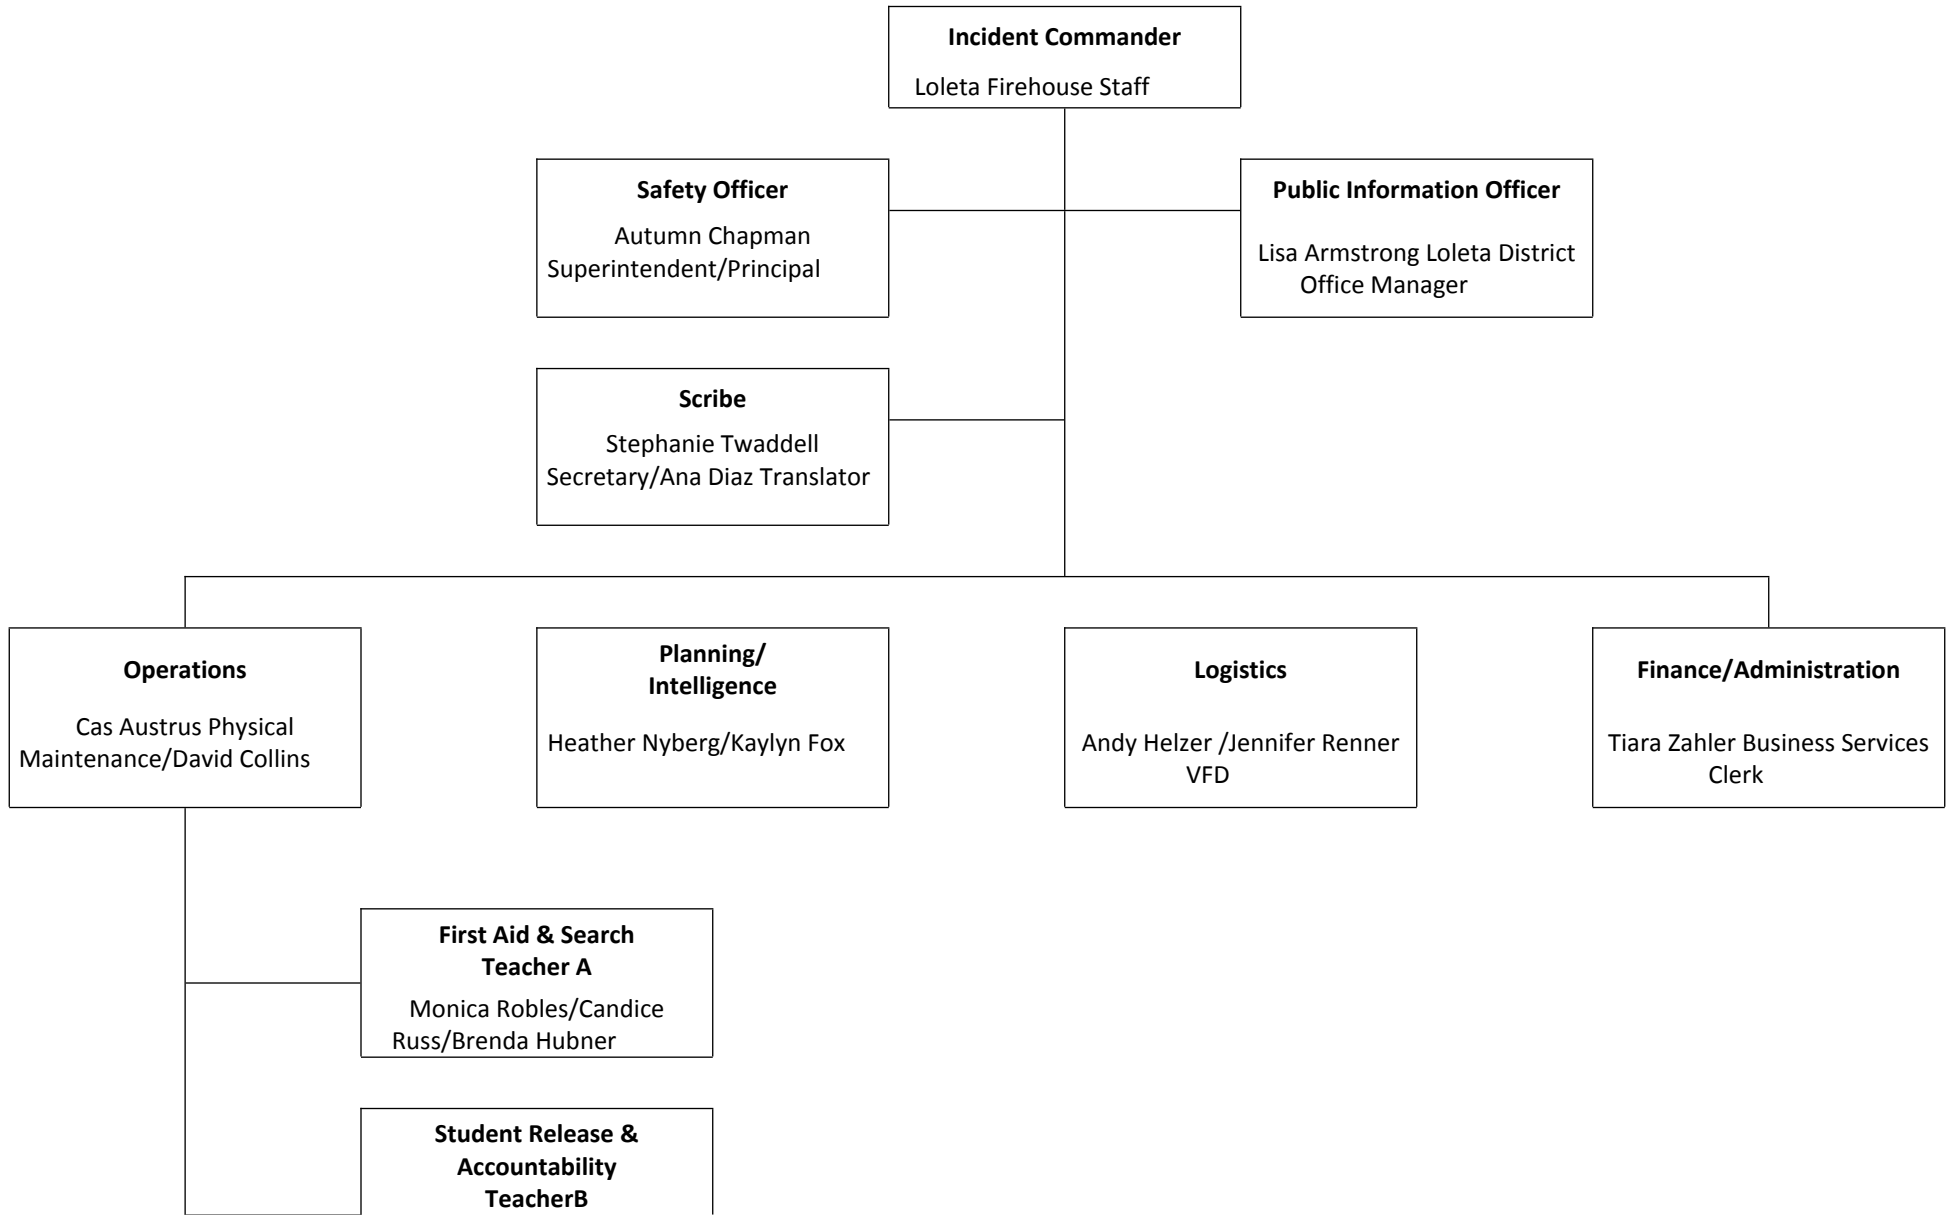 Incident Commander
Loleta Firehouse Staff
Safety Officer
Autumn Chapman
Superintendent/Principal
Public Information Officer
Lisa Armstrong Loleta District
Office Manager
Scribe
Stephanie Twaddell
Secretary/Ana Diaz Translator
Operations
Cas Austrus Physical
Maintenance/David Collins
Planning/
Intelligence
Heather Nyberg/Kaylyn Fox
Logistics
Andy Helzer /Jennifer Renner
VFD
Finance/Administration
Tiara Zahler Business Services
Clerk
First Aid & Search
Teacher A
Monica Robles/Candice
Russ/Brenda Hubner
Student Release &
Accountability
TeacherB